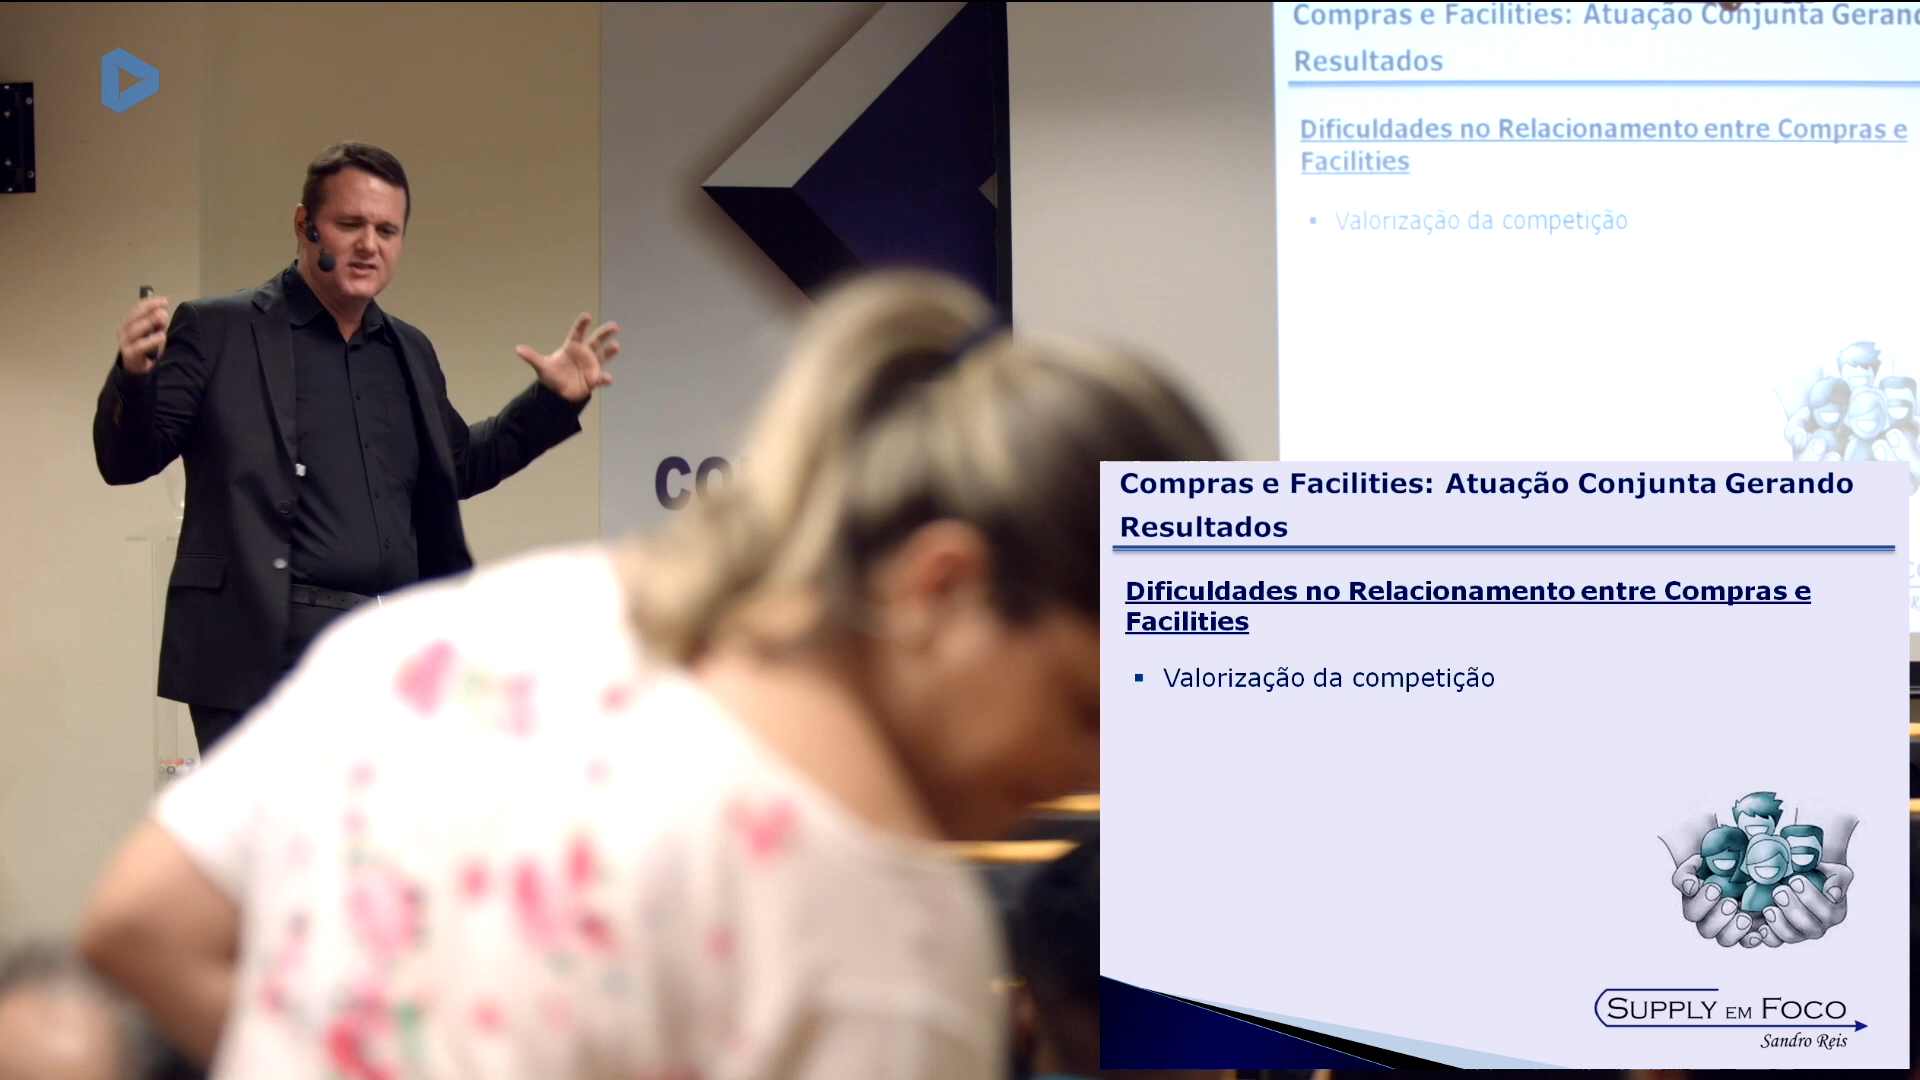 Compras e Facilities: Atuação Conjunta
Resultados
Dificuldades no Relacionamento entre Compras e
Facilities
▪ Valorização da competição
CO
Compras e Facilities: Atuação Conjunta Gerando
Resultados
Dificuldades no Relacionamento entre Compras e
Facilities
▪ Valorização da competição
SUPPLY EM FOCO
Sandro Reis